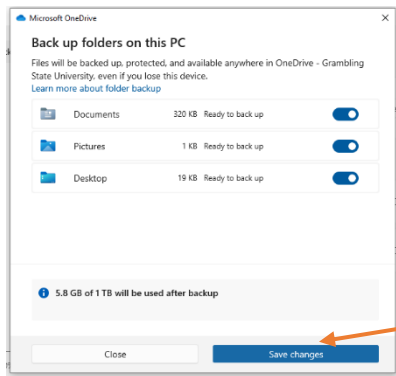 Microsoft OneDrive
Back up folders on this PC
Files will be backed up. protected, and available anywhere in OneDrive - Grambling
State University. even if you lose this device.
Learn more about folder backup
Documents 320 KB Ready to back up
Pictures 1 KB Ready to back up
Desktop 19 KB Ready to back up
5.8 GB of 1 TB will be used after backup
Close Save changes